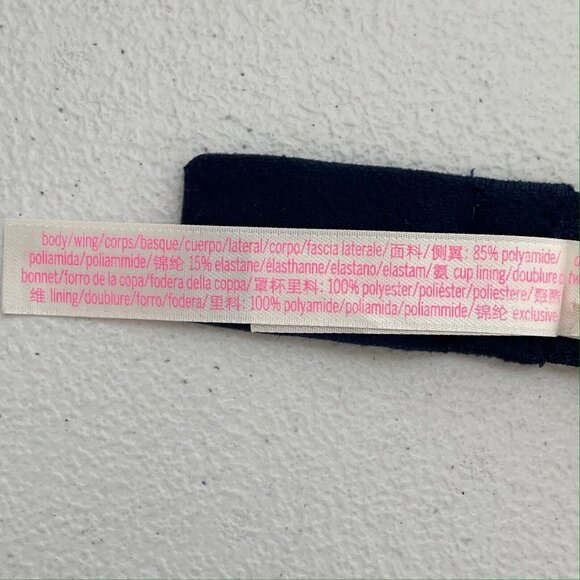 body/wing/corps/basque/cuerpo/lateral/corpo/fascia laterale/面料/侧翼: 85% polyamide/
poliamida/poliammide/锦纶 15% elastane/élasthanne/elastano/elastam/氨 cup lining/doublure
bonnet/forro de la copa/fodera della coppa/罩杯里料: 100% polyester/poliéster/poliestere/聚酯
维 lining/doublure/forro/fodera/里料: 100% polyamide/poliamida/poliammide/锦纶 exclusive